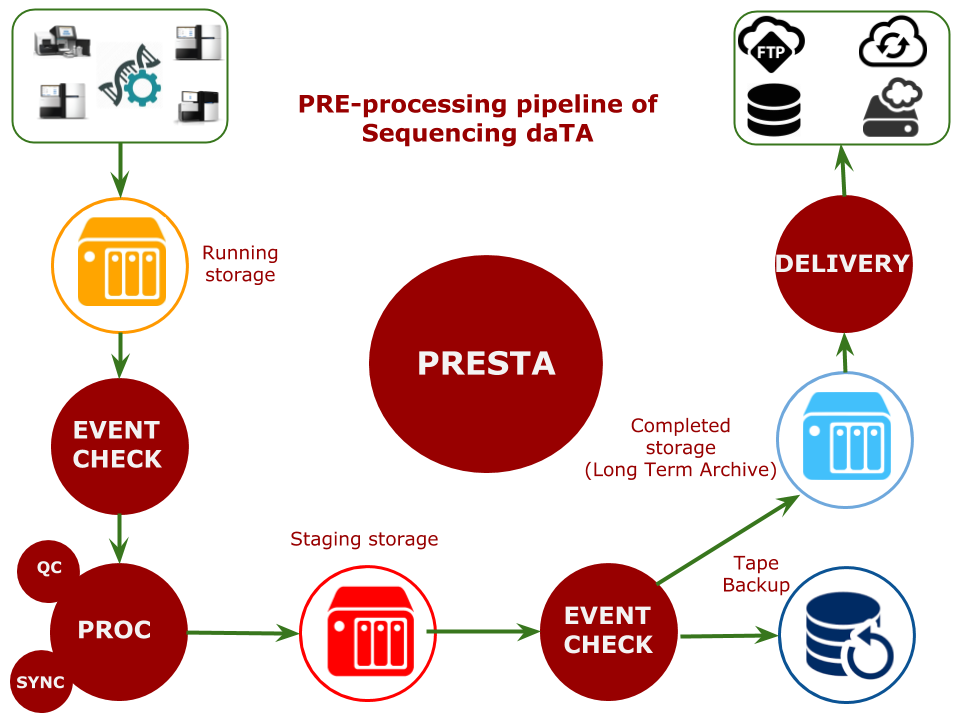 PRE-processing pipeline of
Sequencing daTA
FTP
Running
storage
DELIVERY
PRESTA
EVENT
CHECK
Completed
storage
(Long Term Archive)
Staging storage
QC
PROC
SYNC
EVENT
CHECK
Tape
Backup